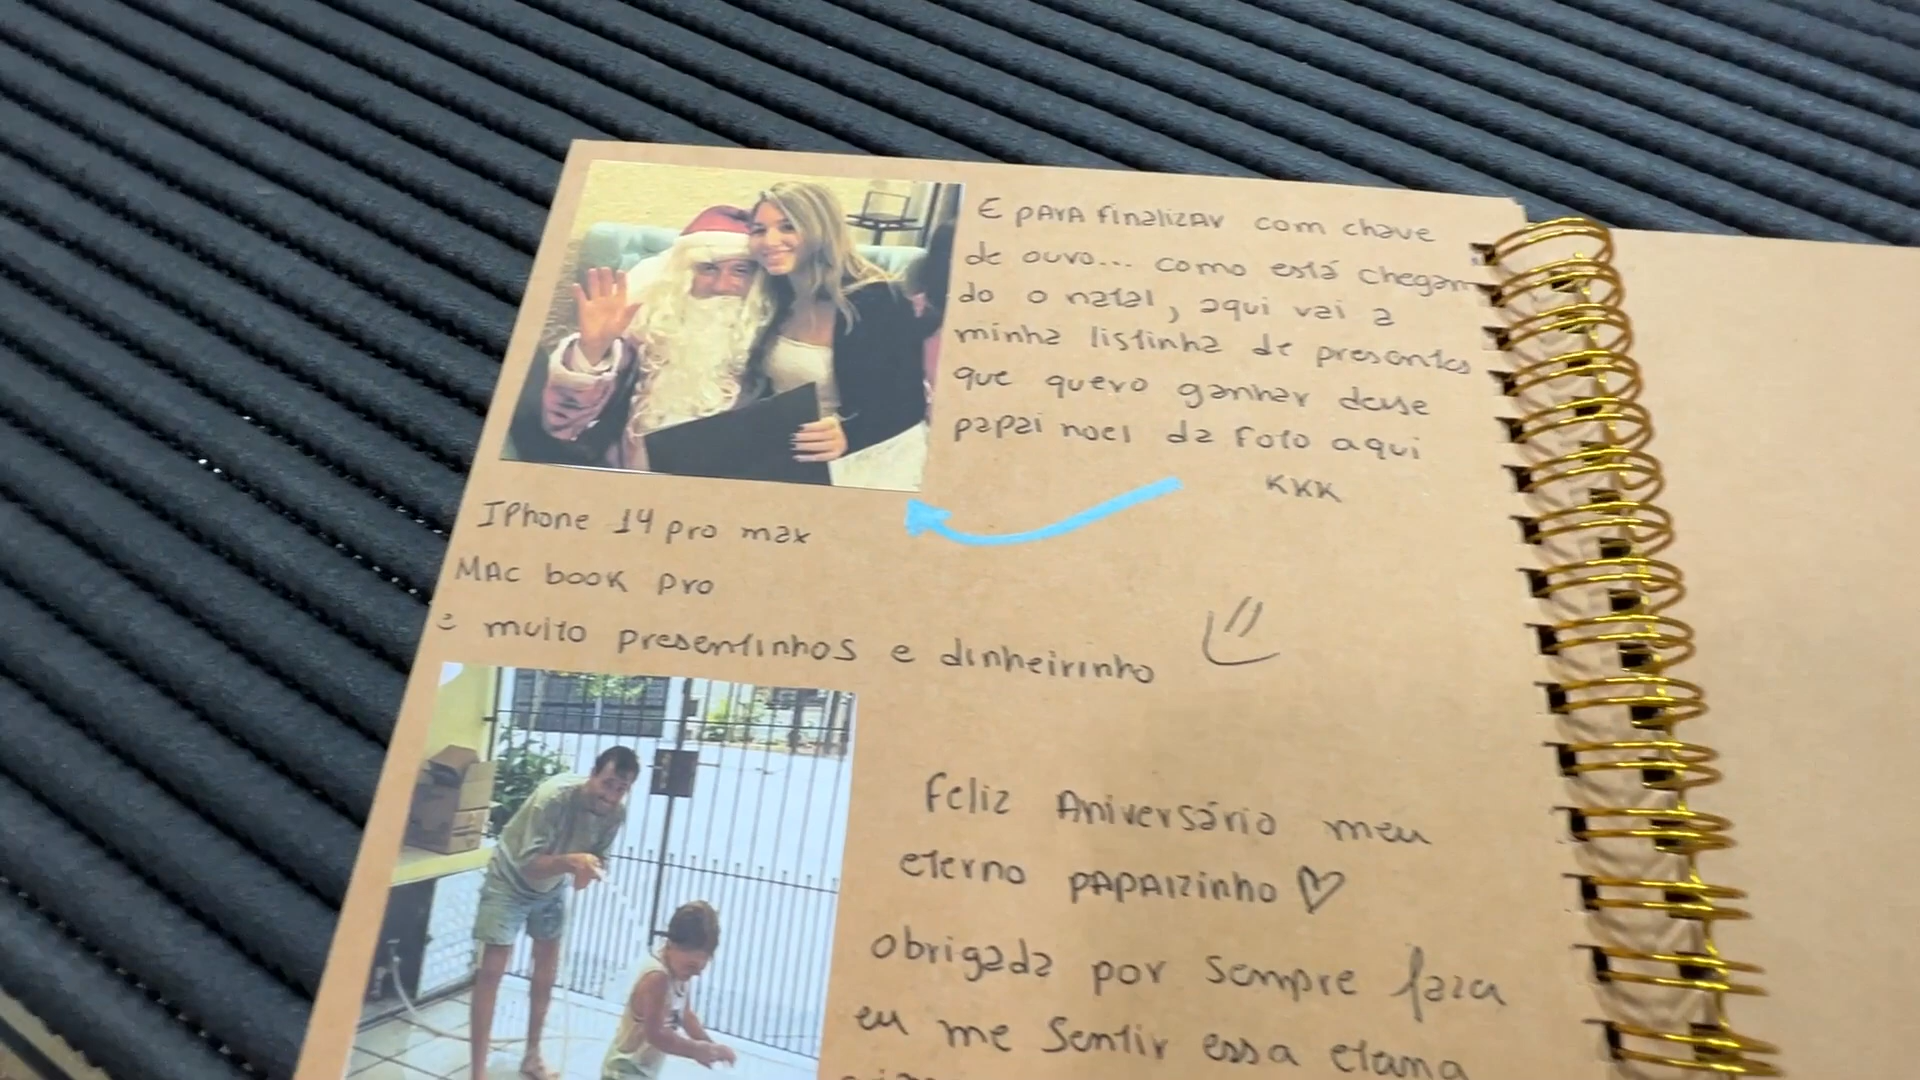 E para finalizar com chave
de ouro... como está chegan
do o natal, aqui vai a
minha listinha de presentes
que quero ganhar desse
papai noel da foto aqui
KKK
IPhone 14 pro max
MAC book pro
e muito presentinhos e dinheirinho
Feliz Aniversário meu
eterno PAPAIzinho ♡
obrigada por sempre fazer
eu me sentir essa eterna